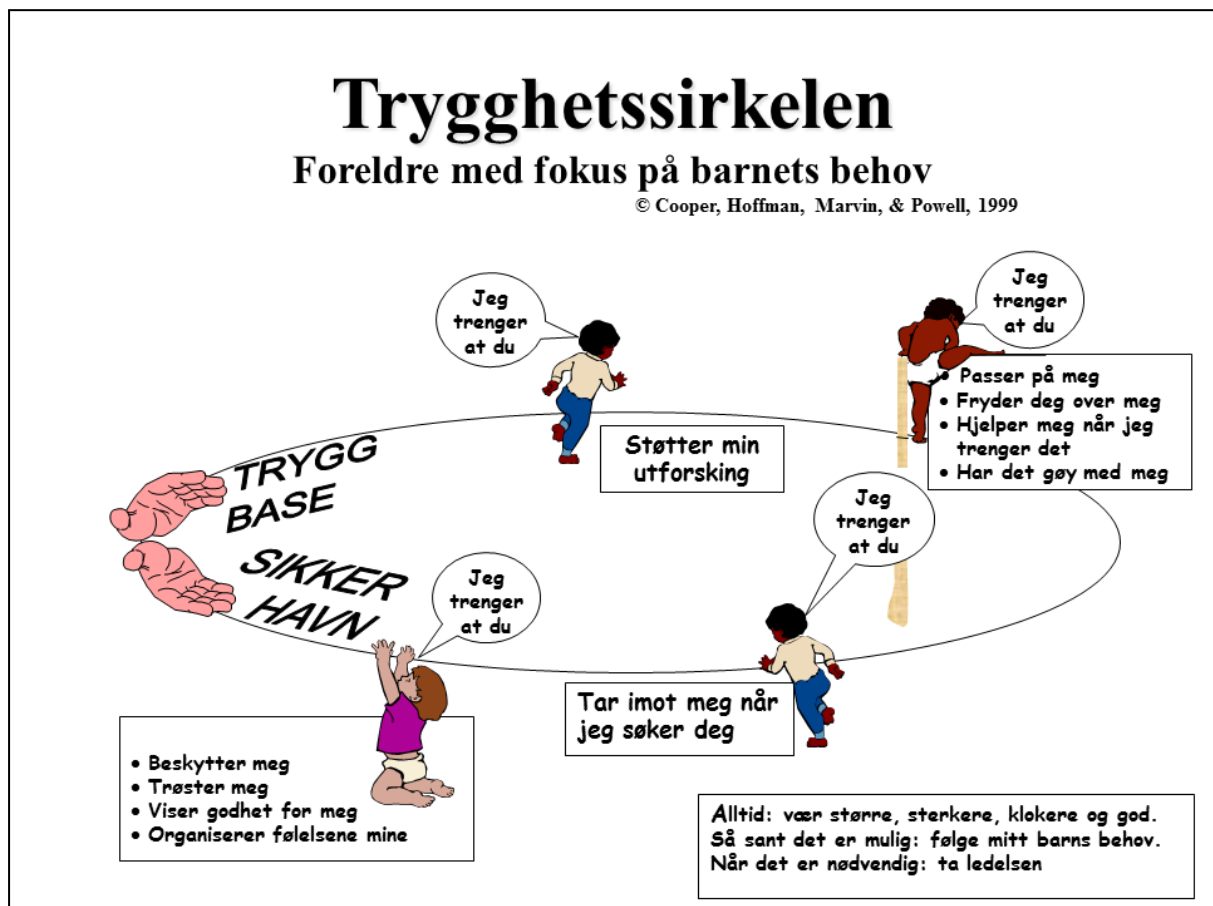 Trygghetssirkelen
Foreldre med fokus på barnets behov
© Cooper, Hoffman, Marvin, & Powell, 1999
Jeg
trenger
at du
Jeg
trenger
at du
• Passer på meg
• Fryder deg over meg
• Hjelper meg når jeg
trenger det
• Har det gøy med meg
Støtter min
utforsking
TRYGG
BASE
SIKKER
HAVN
Jeg
trenger
at du
Jeg
trenger
at du
Tar imot meg når
jeg søker deg
• Beskytter meg
• Trøster meg
• Viser godhet for meg
• Organiserer følelsene mine
Alltid: vær større, sterkere, klokere og god.
Så sant det er mulig: følge mitt barns behov.
Når det er nødvendig: ta ledelsen